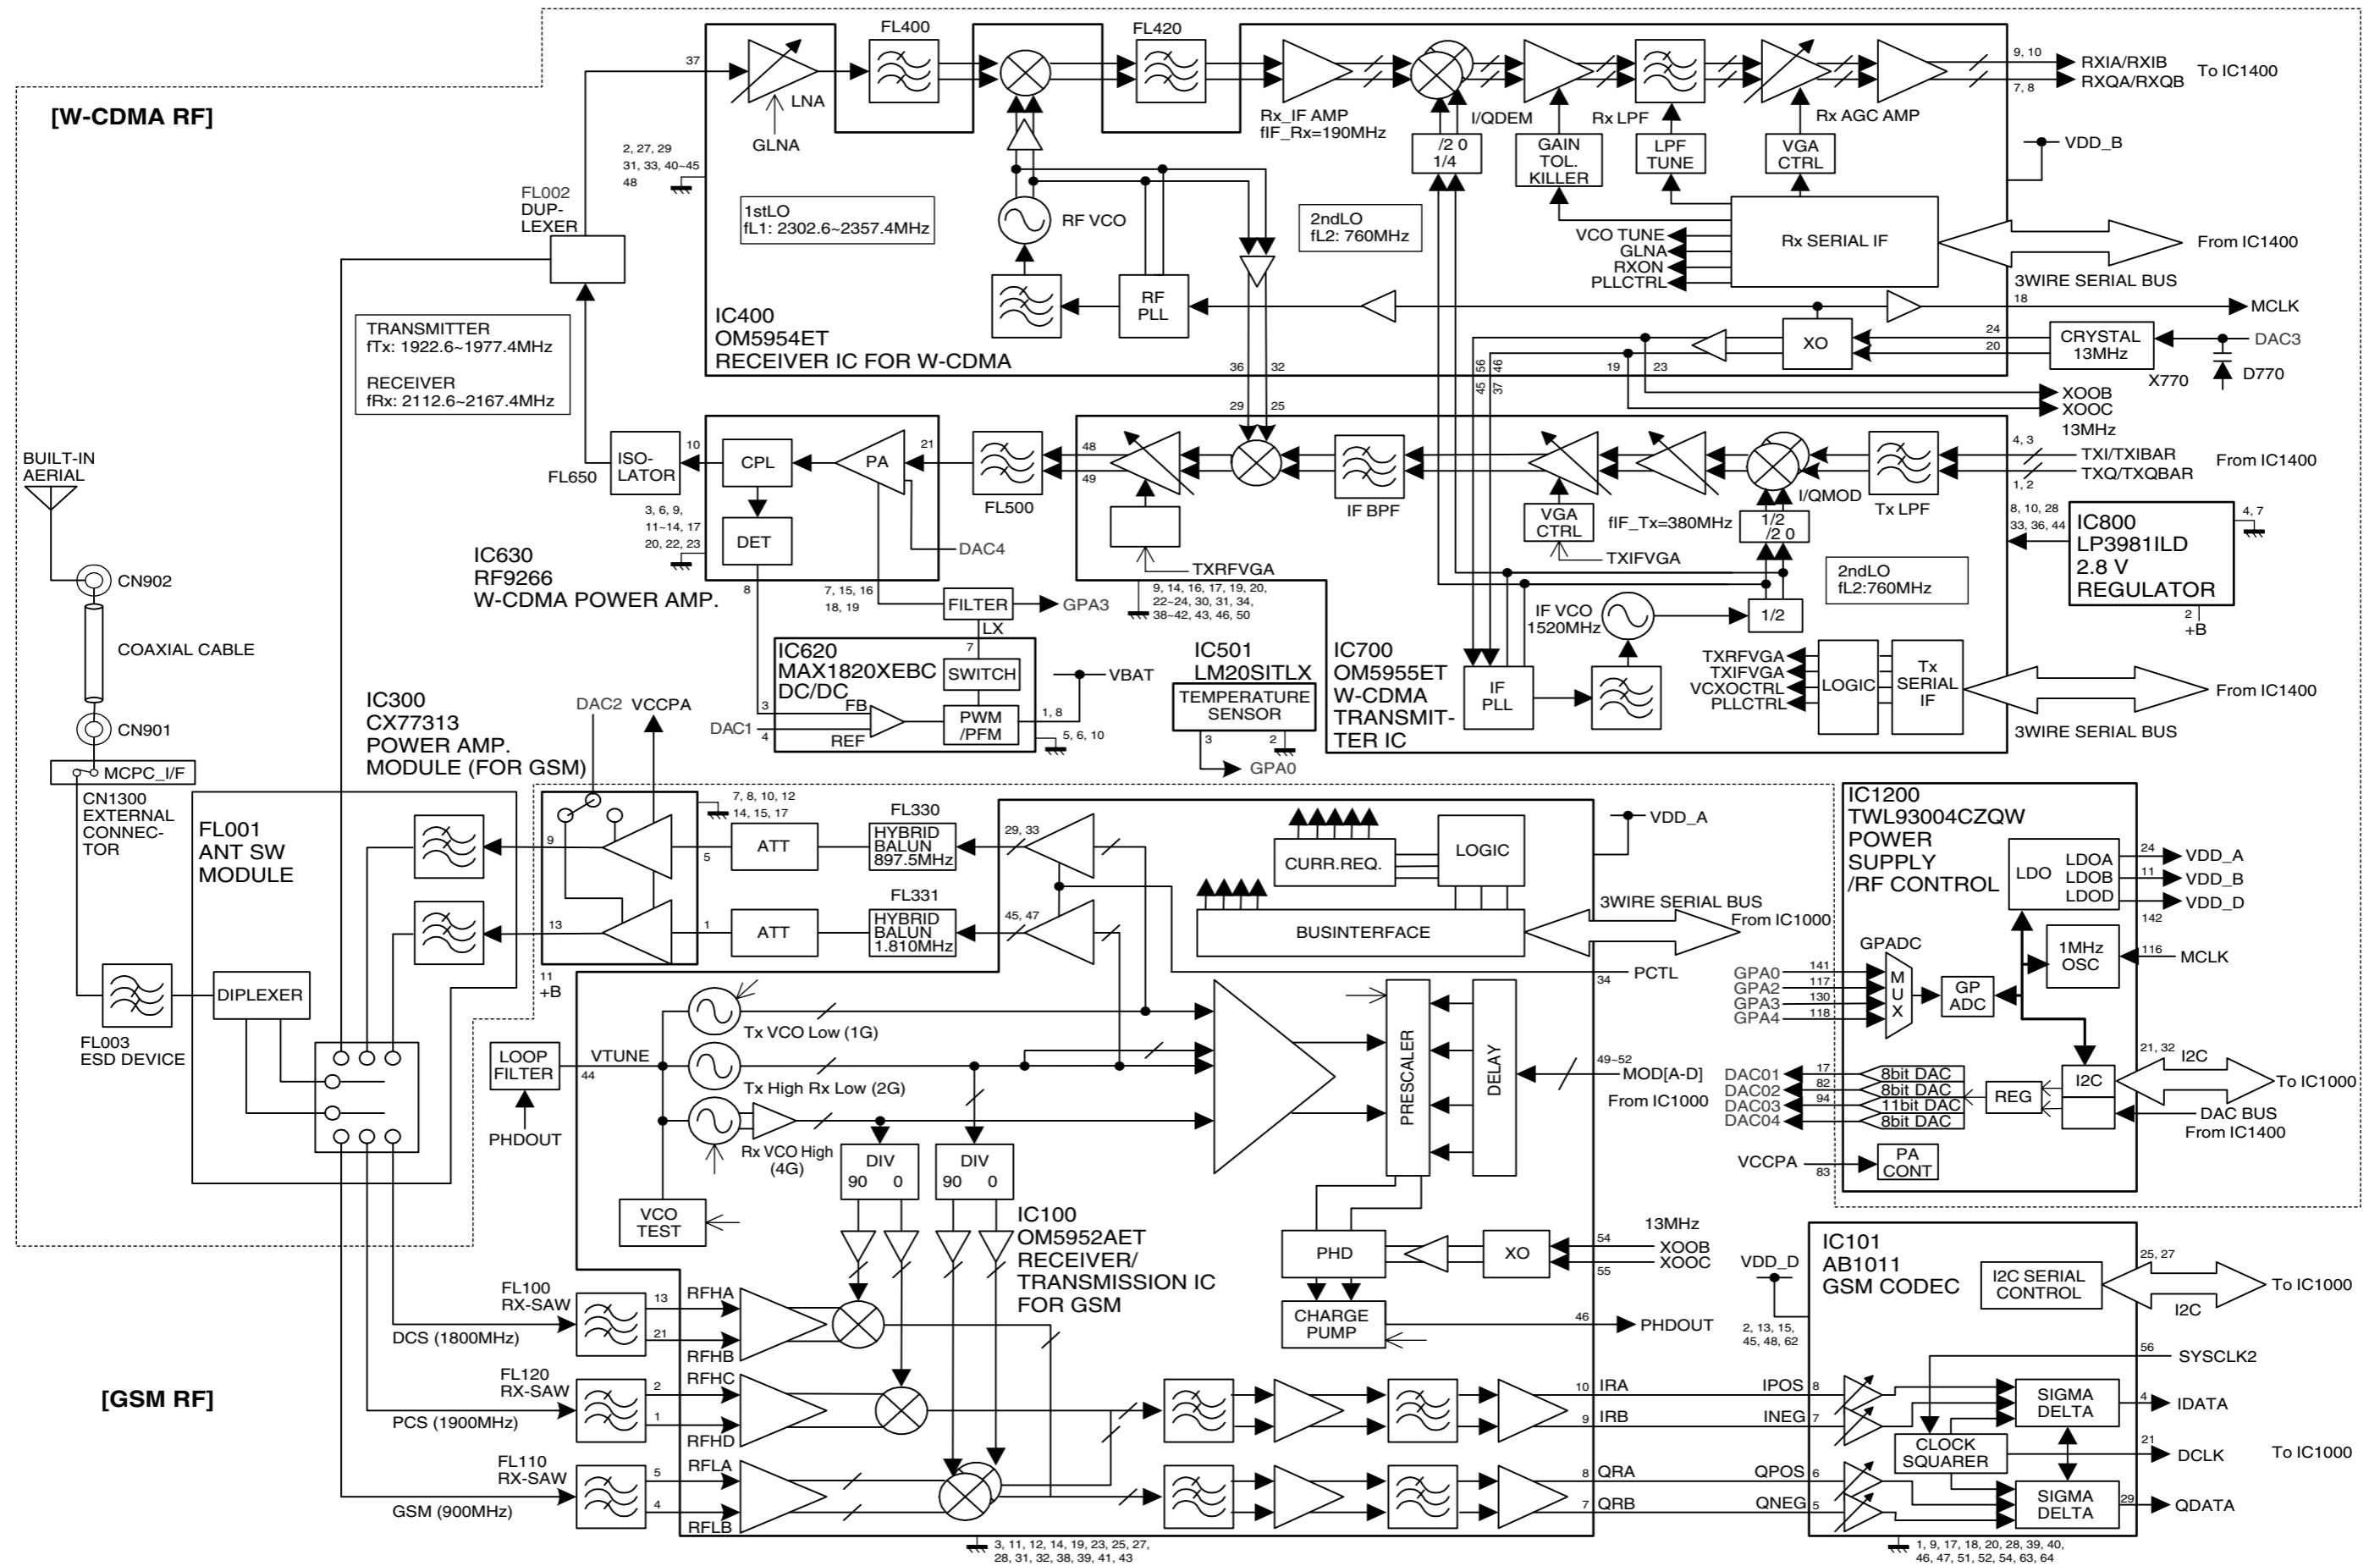 [W-CDMA RF]
FL400
FL420
37
LNA
GLNA
Rx_IF AMP
fIF_Rx=190MHz
I/QDEM
Rx LPF
Rx AGC AMP
9, 10
RXIA/RXIB
RXQA/RXQB
7, 8
To IC1400
/2 0
1/4
GAIN
TOL.
KILLER
LPF
TUNE
VGA
CTRL
VDD_B
2, 27, 29
31, 33, 40~45
48
FL002
DUP-
LEXER
1stLO
fL1: 2302.6~2357.4MHz
RF VCO
2ndLO
fL2: 760MHz
VCO TUNE
GLNA
RXON
PLLCTRL
Rx SERIAL IF
From IC1400
3WIRE SERIAL BUS
RF
PLL
18
MCLK
IC400
OM5954ET
RECEIVER IC FOR W-CDMA
XO
24
20
CRYSTAL
13MHz
X770
DAC3
D770
TRANSMITTER
fTx: 1922.6~1977.4MHz
RECEIVER
fRx: 2112.6~2167.4MHz
36
32
56
46
19
23
29
25
45
37
XOOB
XOOC
13MHz
BUILT-IN
AERIAL
FL650
ISO-
LATOR
10
CPL
PA
21
FL500
48
49
IF BPF
I/QMOD
Tx LPF
4, 3
TXI/TXIBAR
TXQ/TXQBAR
1, 2
From IC1400
3, 6, 9,
11~14, 17
20, 22, 23
DET
DAC4
TXRFVGA
VGA
CTRL
TXIFVGA
fIF_Tx=380MHz
1/2
/2 0
8, 10, 28
33, 36, 44
IC800
LP3981ILD
2.8 V
REGULATOR
4, 7
2
+B
IC630
RF9266
W-CDMA POWER AMP.
8
7, 15, 16
18, 19
FILTER
GPA3
LX
9, 14, 16, 17, 19, 20,
22~24, 30, 31, 34,
38~42, 43, 46, 50
2ndLO
fL2:760MHz
IF VCO
1520MHz
1/2
CN902
COAXIAL CABLE
CN901
MCPC_I/F
CN1300
EXTERNAL
CONNEC-
TOR
IC620
MAX1820XEBC
DC/DC
7
SWITCH
PWM
/PFM
FB
REF
3
4
DAC1
1, 8
VBAT
5, 6, 10
IC501
LM20SITLX
TEMPERATURE
SENSOR
3
2
GPA0
IC700
OM5955ET
W-CDMA
TRANSMIT-
TER IC
IF
PLL
TXRFVGA
TXIFVGA
VCXOCTRL
PLLCTRL
LOGIC
Tx
SERIAL
IF
From IC1400
3WIRE SERIAL BUS
IC300
CX77313
POWER AMP.
MODULE (FOR GSM)
DAC2
VCCPA
FL001
ANT SW
MODULE
7, 8, 10, 12
14, 15, 17
9
5
ATT
FL330
HYBRID
BALUN
897.5MHz
29, 33
13
1
ATT
FL331
HYBRID
BALUN
1.810MHz
45, 47
CURR.REQ.
LOGIC
BUSINTERFACE
VDD_A
3WIRE SERIAL BUS
From IC1000
PCTL
34
IC1200
TWL93004CZQW
POWER
SUPPLY
/RF CONTROL
LDO
LDOA
LDOB
LDOD
24
11
142
VDD_A
VDD_B
VDD_D
GPADC
MUX
GP
ADC
1MHz
OSC
116
MCLK
GPA0
GPA2
GPA3
GPA4
141
117
130
118
21, 32
I2C
I2C
To IC1000
REG
DAC BUS
From IC1400
DAC01
DAC02
DAC03
DAC04
17
82
94
44
8bit DAC
8bit DAC
11bit DAC
8bit DAC
VCCPA
83
PA
CONT
DIPLEXER
FL003
ESD DEVICE
11
+B
LOOP
FILTER
PHDOUT
VTUNE
44
Tx VCO Low (1G)
Tx High Rx Low (2G)
Rx VCO High
(4G)
DIV
90 0
DIV
90 0
VCO
TEST
PRESCALER
DELAY
49~52
MOD[A-D]
From IC1000
IC100
OM5952AET
RECEIVER/
TRANSMISSION IC
FOR GSM
PHD
XO
13MHz
54
XOOB
XOOC
55
CHARGE
PUMP
46
PHDOUT
[GSM RF]
FL100
RX-SAW
DCS (1800MHz)
13
21
RFHA
RFHB
FL120
RX-SAW
PCS (1900MHz)
2
1
RFHC
RFHD
FL110
RX-SAW
GSM (900MHz)
5
4
RFLA
RFLB
3, 11, 12, 14, 19, 23, 25, 27,
28, 31, 32, 38, 39, 41, 43
10
IRA
9
IRB
8
QRA
7
QRB
VDD_D
2, 13, 15,
45, 48, 62
IC101
AB1011
GSM CODEC
I2C SERIAL
CONTROL
25, 27
I2C
To IC1000
56
SYSCLK2
IPOS
8
INEG
7
QPOS
6
QNEG
5
SIGMA
DELTA
CLOCK
SQUARER
SIGMA
DELTA
4
IDATA
21
DCLK
29
QDATA
To IC1000
1, 9, 17, 18, 20, 28, 39, 40,
46, 47, 51, 52, 54, 63, 64